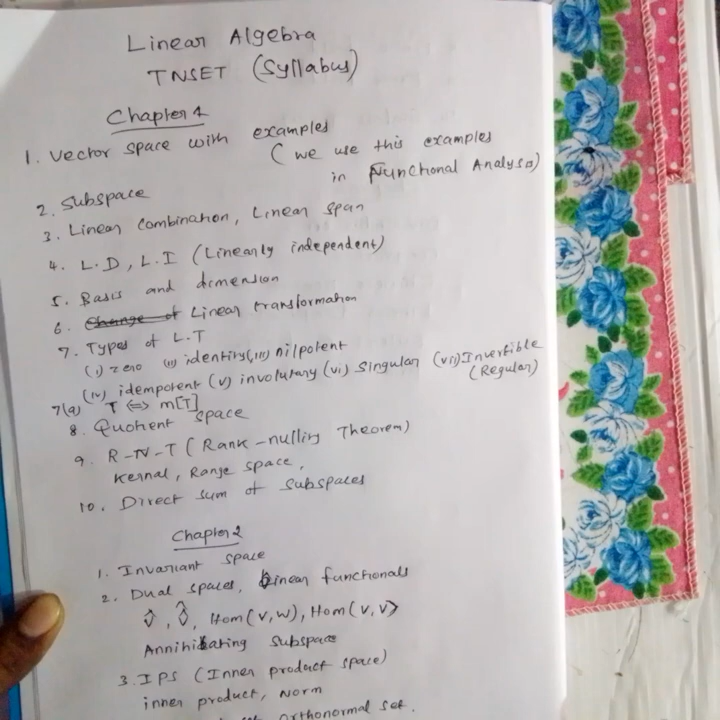 Linear Algebra
TNSET (Syllabus)
Chapter 1
1. Vector space with examples
( we use this examples
in Functional Analysis)
2. Subspace
3. Linear Combination, Linear Span
4. L.D, L.I (Linearly independent)
5. Basis and dimension
6. Change of Linear transformation
7. Types of L.T
(i) zero (ii) identity (iii) nilpotent
(iv) idempotent (v) involutary (vi) Singular (vii) Invertible
(Regular)
7(a) T ⇔ m[T]
8. Quotient space
9. R-N-T (Rank-nullity Theorem)
Kernal, Range space,
10. Direct sum of subspaces
Chapter 2
1. Invariant space
2. Dual spaces, Linear functionals
Hom(V,W), Hom(V,V)
Annihilating Subspace
3. IPS (Inner product space)
inner product, Norm
orthonormal set.